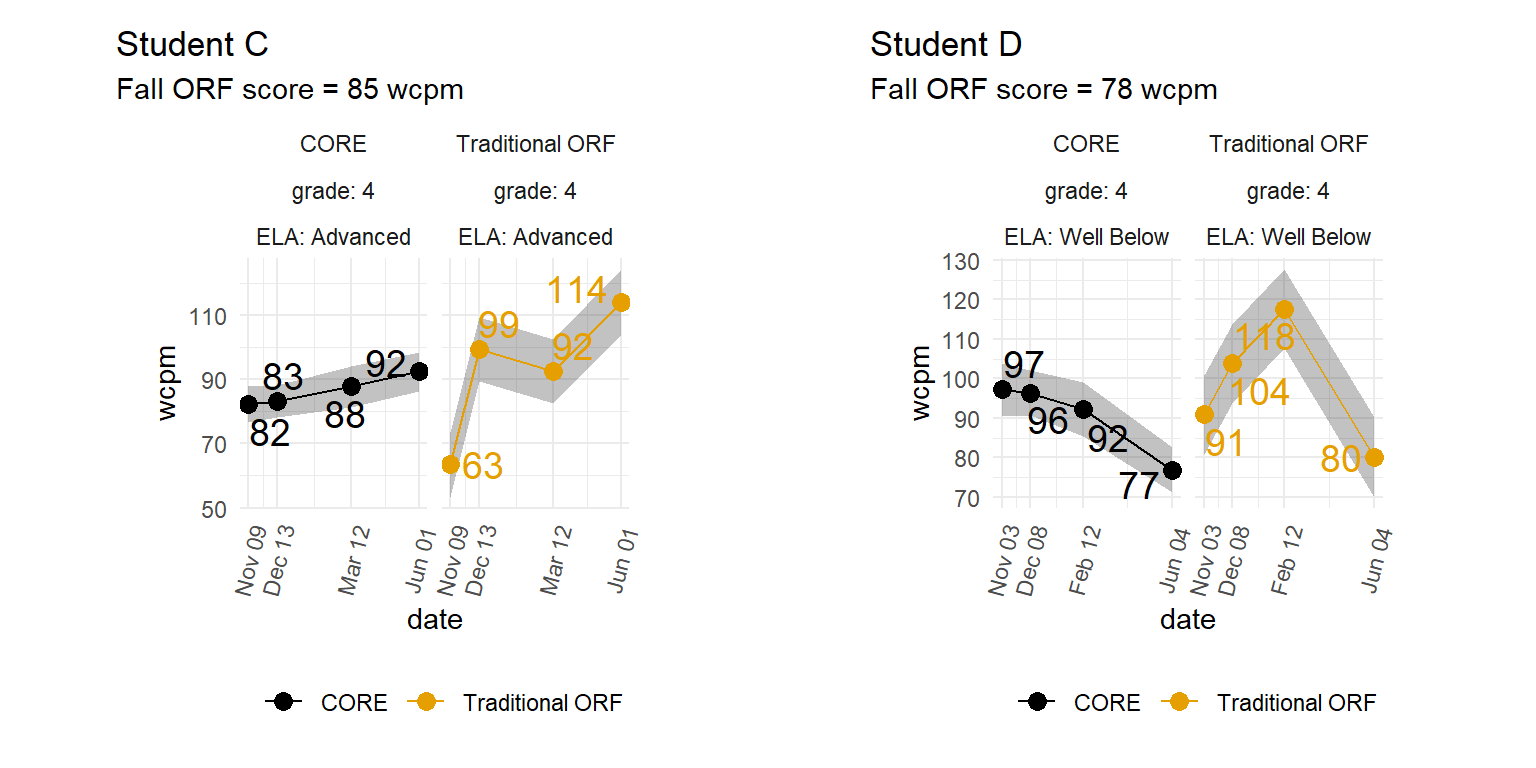 Student C
Fall ORF score = 85 wcpm
CORE
Traditional ORF
grade: 4
grade: 4
ELA: Advanced
ELA: Advanced
wcpm
110
90
70
50
82
83
88
92
63
99
92
114
Nov 09
Dec 13
Mar 12
Jun 01
Nov 09
Dec 13
Mar 12
Jun 01
date
CORE
Traditional ORF
Student D
Fall ORF score = 78 wcpm
CORE
Traditional ORF
grade: 4
grade: 4
ELA: Well Below
ELA: Well Below
wcpm
130
120
110
100
90
80
70
97
96
92
77
91
104
118
80
Nov 03
Dec 08
Feb 12
Jun 04
Nov 03
Dec 08
Feb 12
Jun 04
date
CORE
Traditional ORF